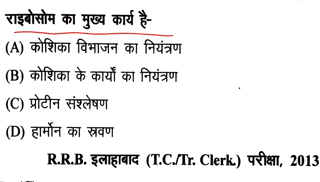 राइबोसोम का मुख्य कार्य है-
(A) कोशिका विभाजन का नियंत्रण
(B) कोशिका के कार्यों का नियंत्रण
(C) प्रोटीन संश्लेषण
(D) हार्मोन का स्रवण
R.R.B. इलाहाबाद (T.C./Tr. Clerk.) परीक्षा, 2013